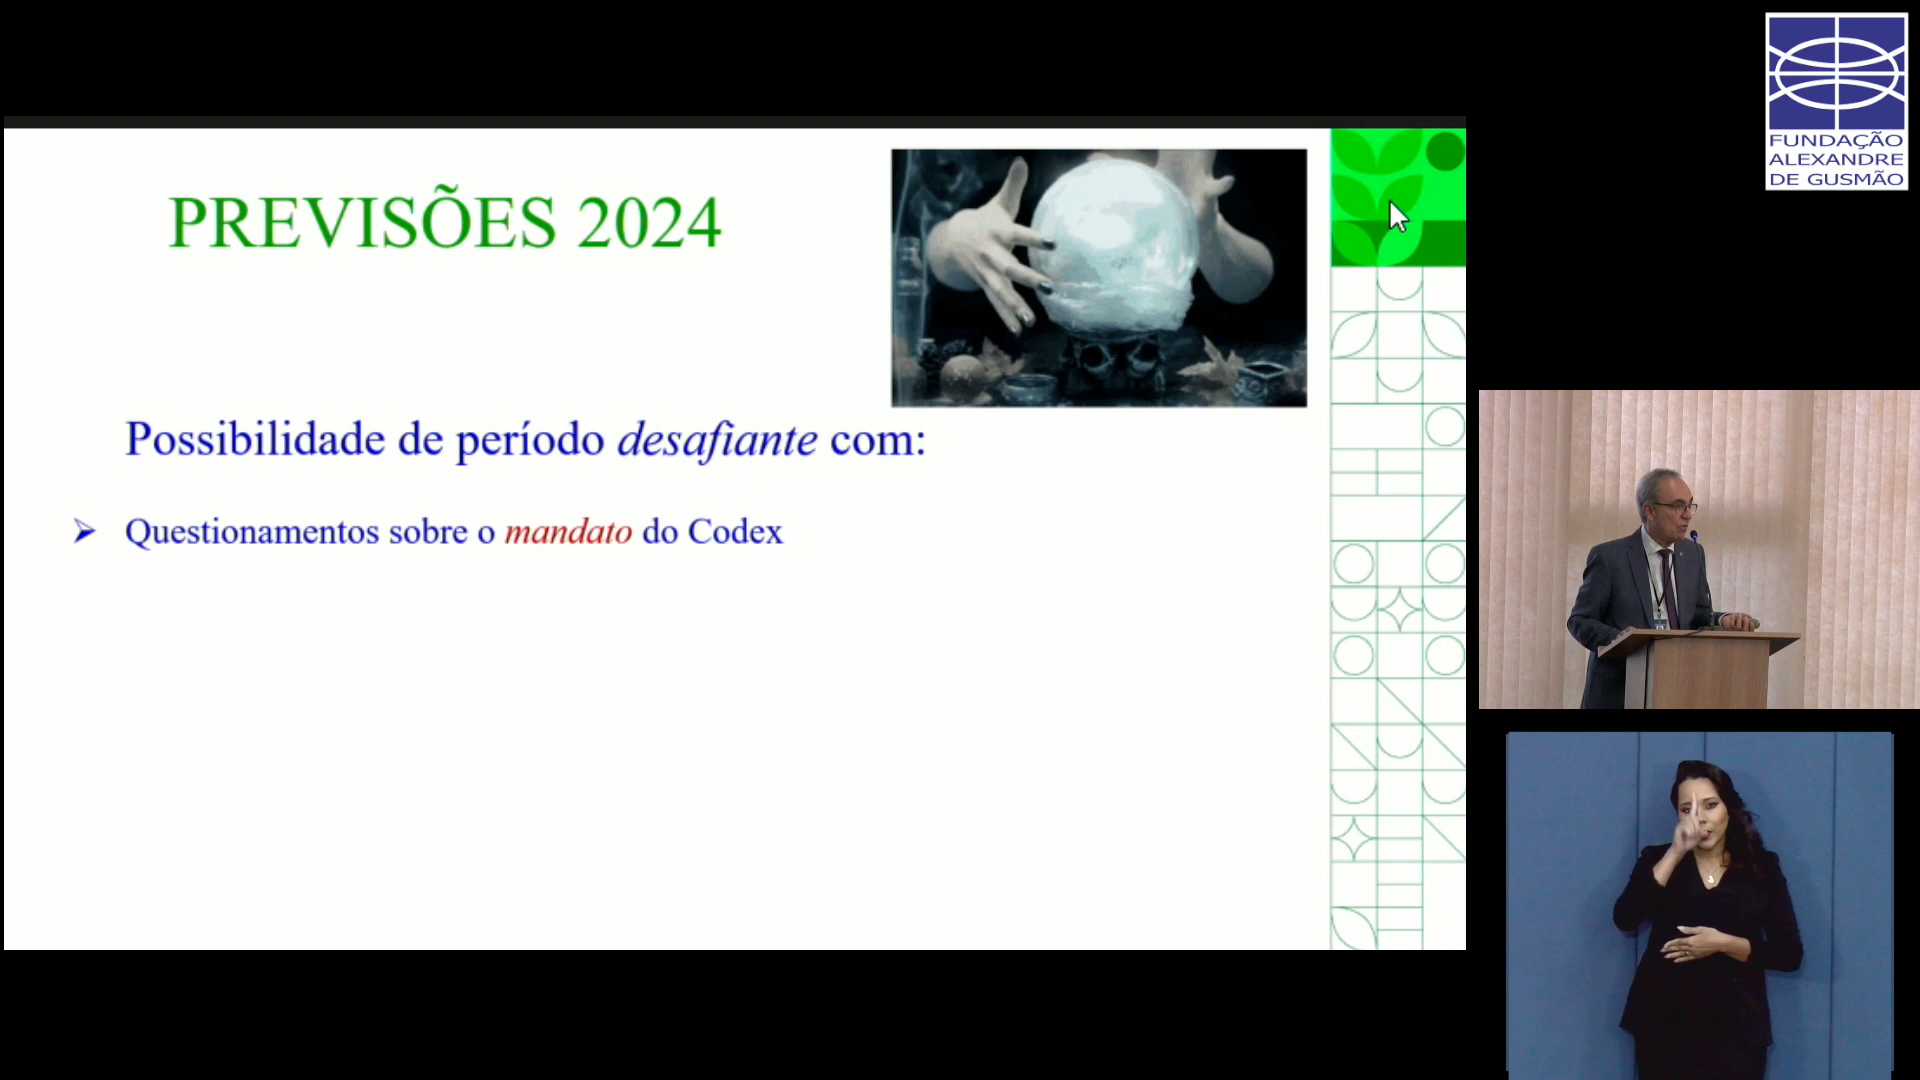 PREVISÕES 2024
Possibilidade de período desafiante com:
➢ Questionamentos sobre o mandato do Codex
FUNDAÇÃO
ALEXANDRE
DE GUSMÃO